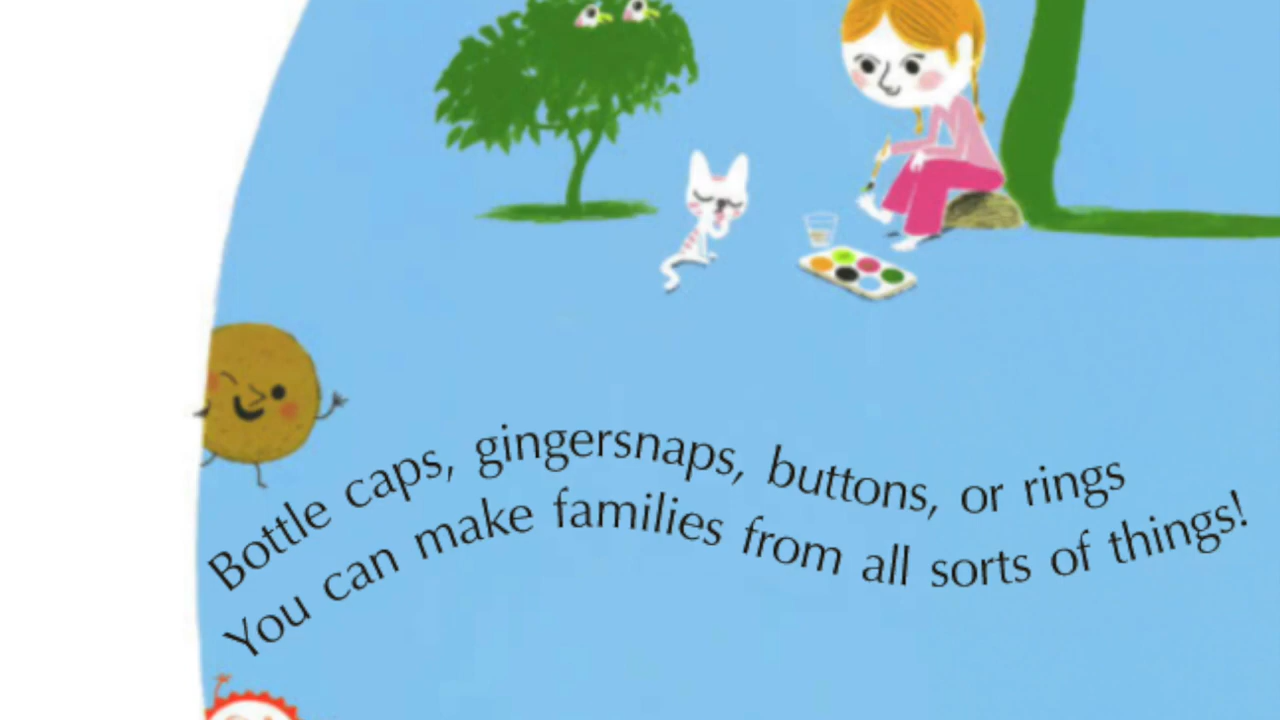 Bottle caps, gingersnaps, buttons, or rings
You can make families from all sorts of things!